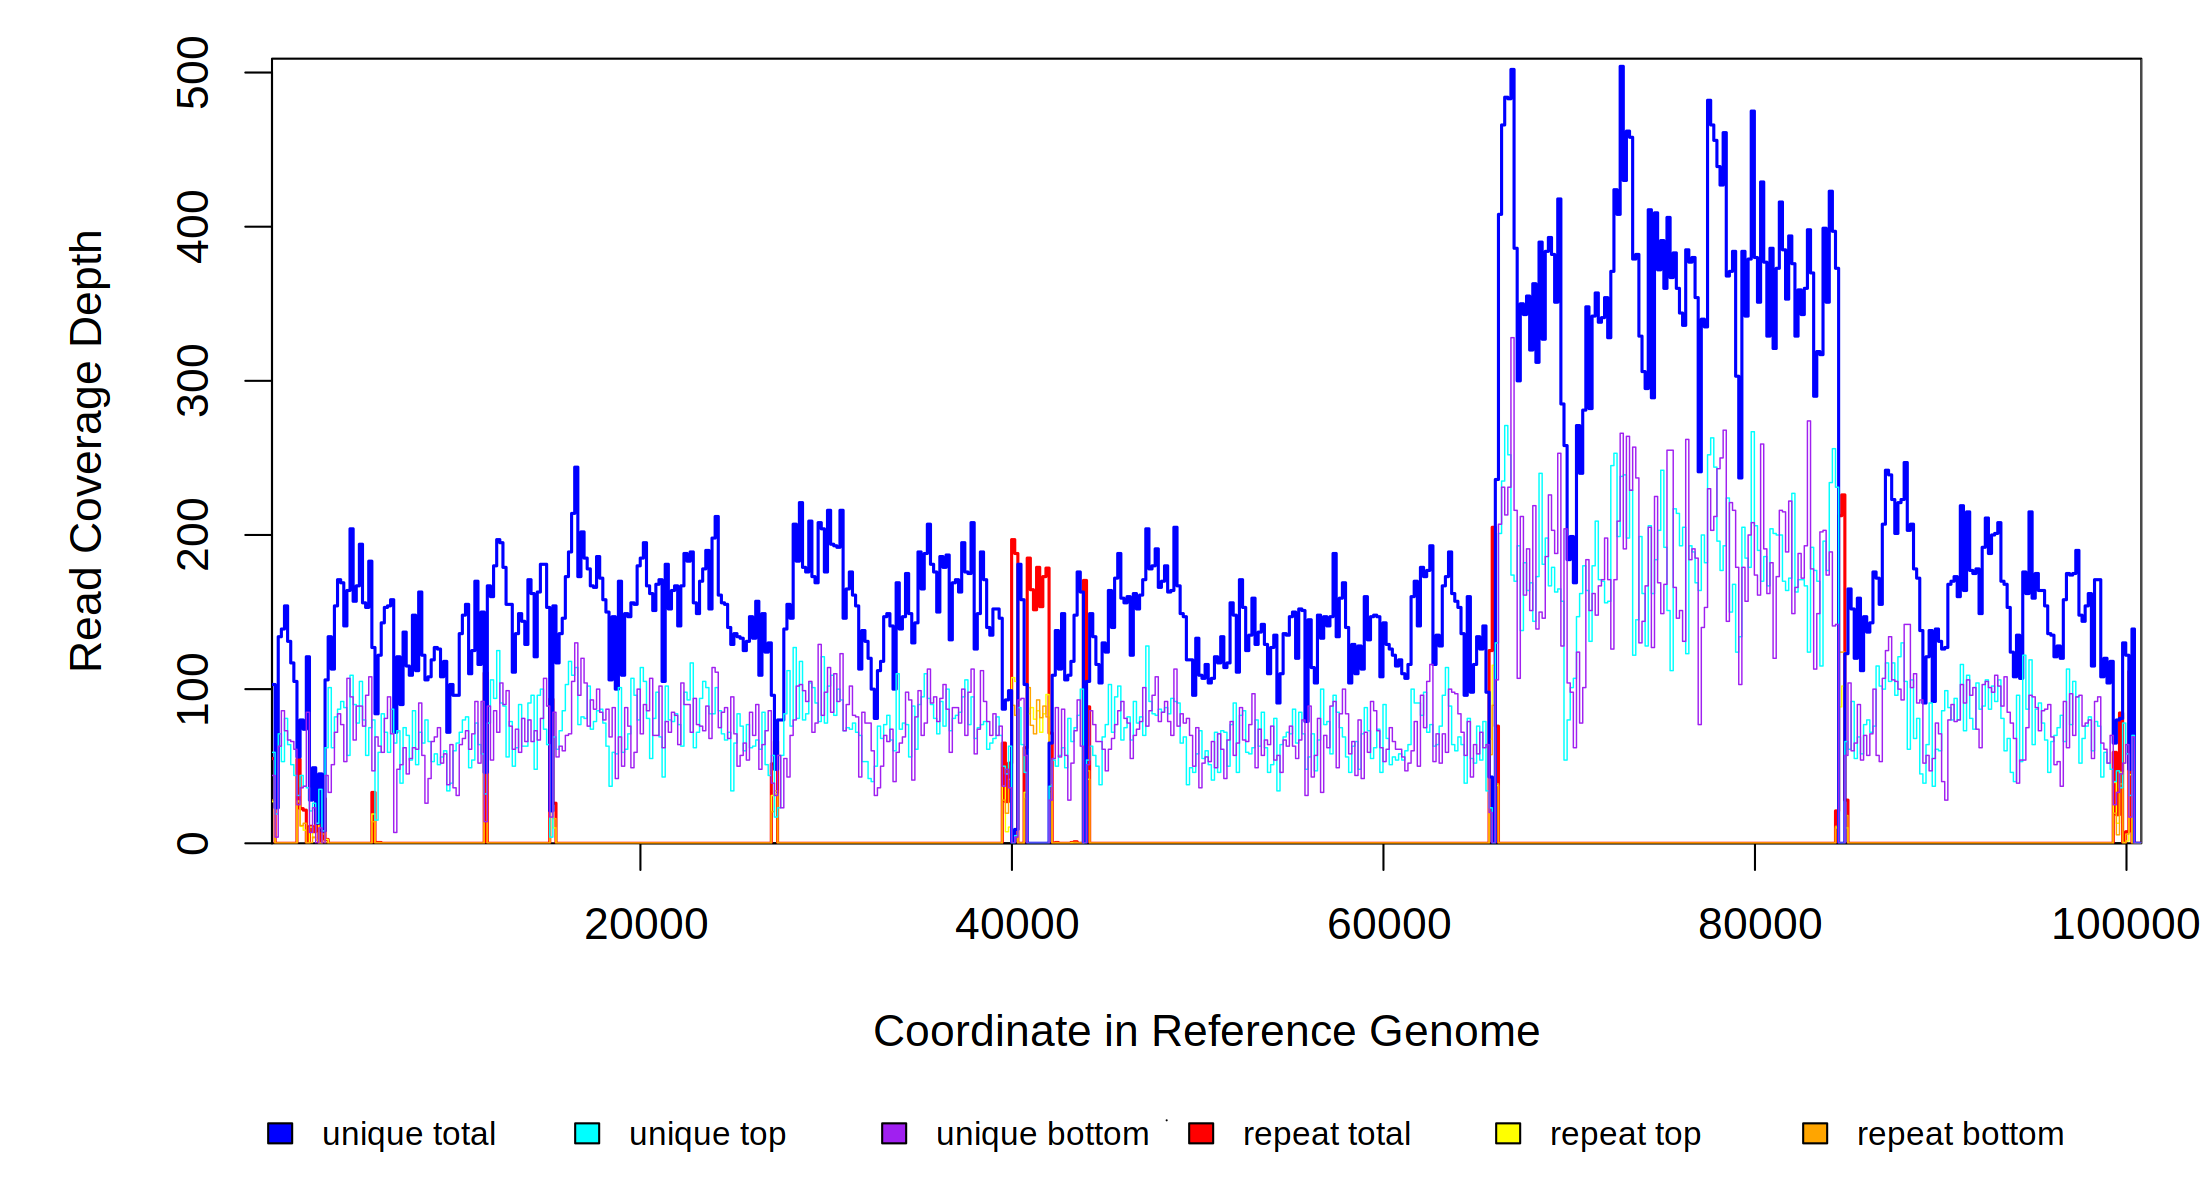 500
400
300
200
100
0
Read Coverage Depth
20000 40000 60000 80000 100000
Coordinate in Reference Genome
unique total unique top unique bottom repeat total repeat top repeat bottom